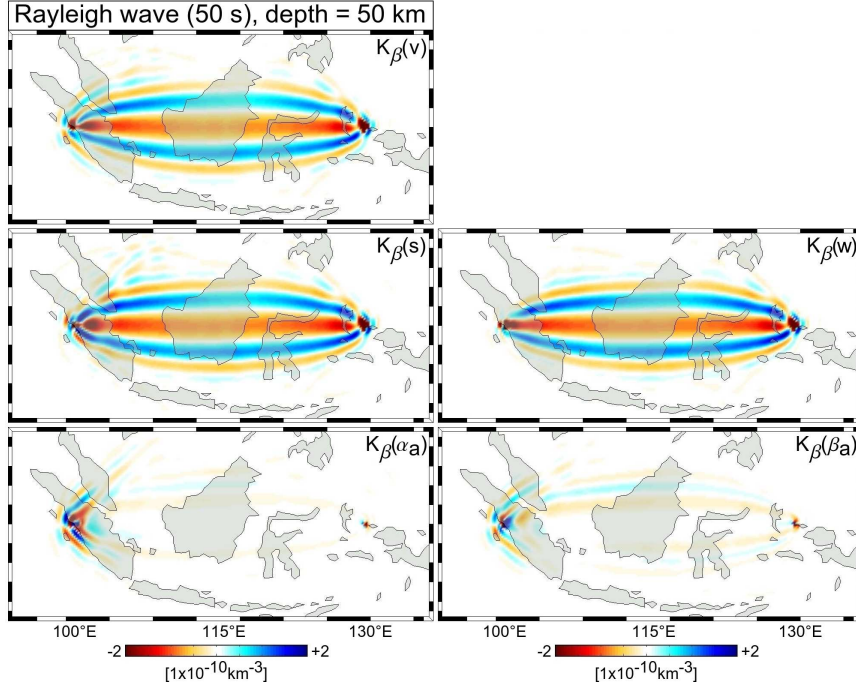 Rayleigh wave (50 s), depth = 50 km
Kβ(v)
Kβ(s)
Kβ(w)
Kβ(αa)
Kβ(βa)
100°E 115°E 130°E 100°E 115°E 130°E
-2 +2 -2 +2
[1x10⁻¹⁰km⁻³] [1x10⁻¹⁰km⁻³]